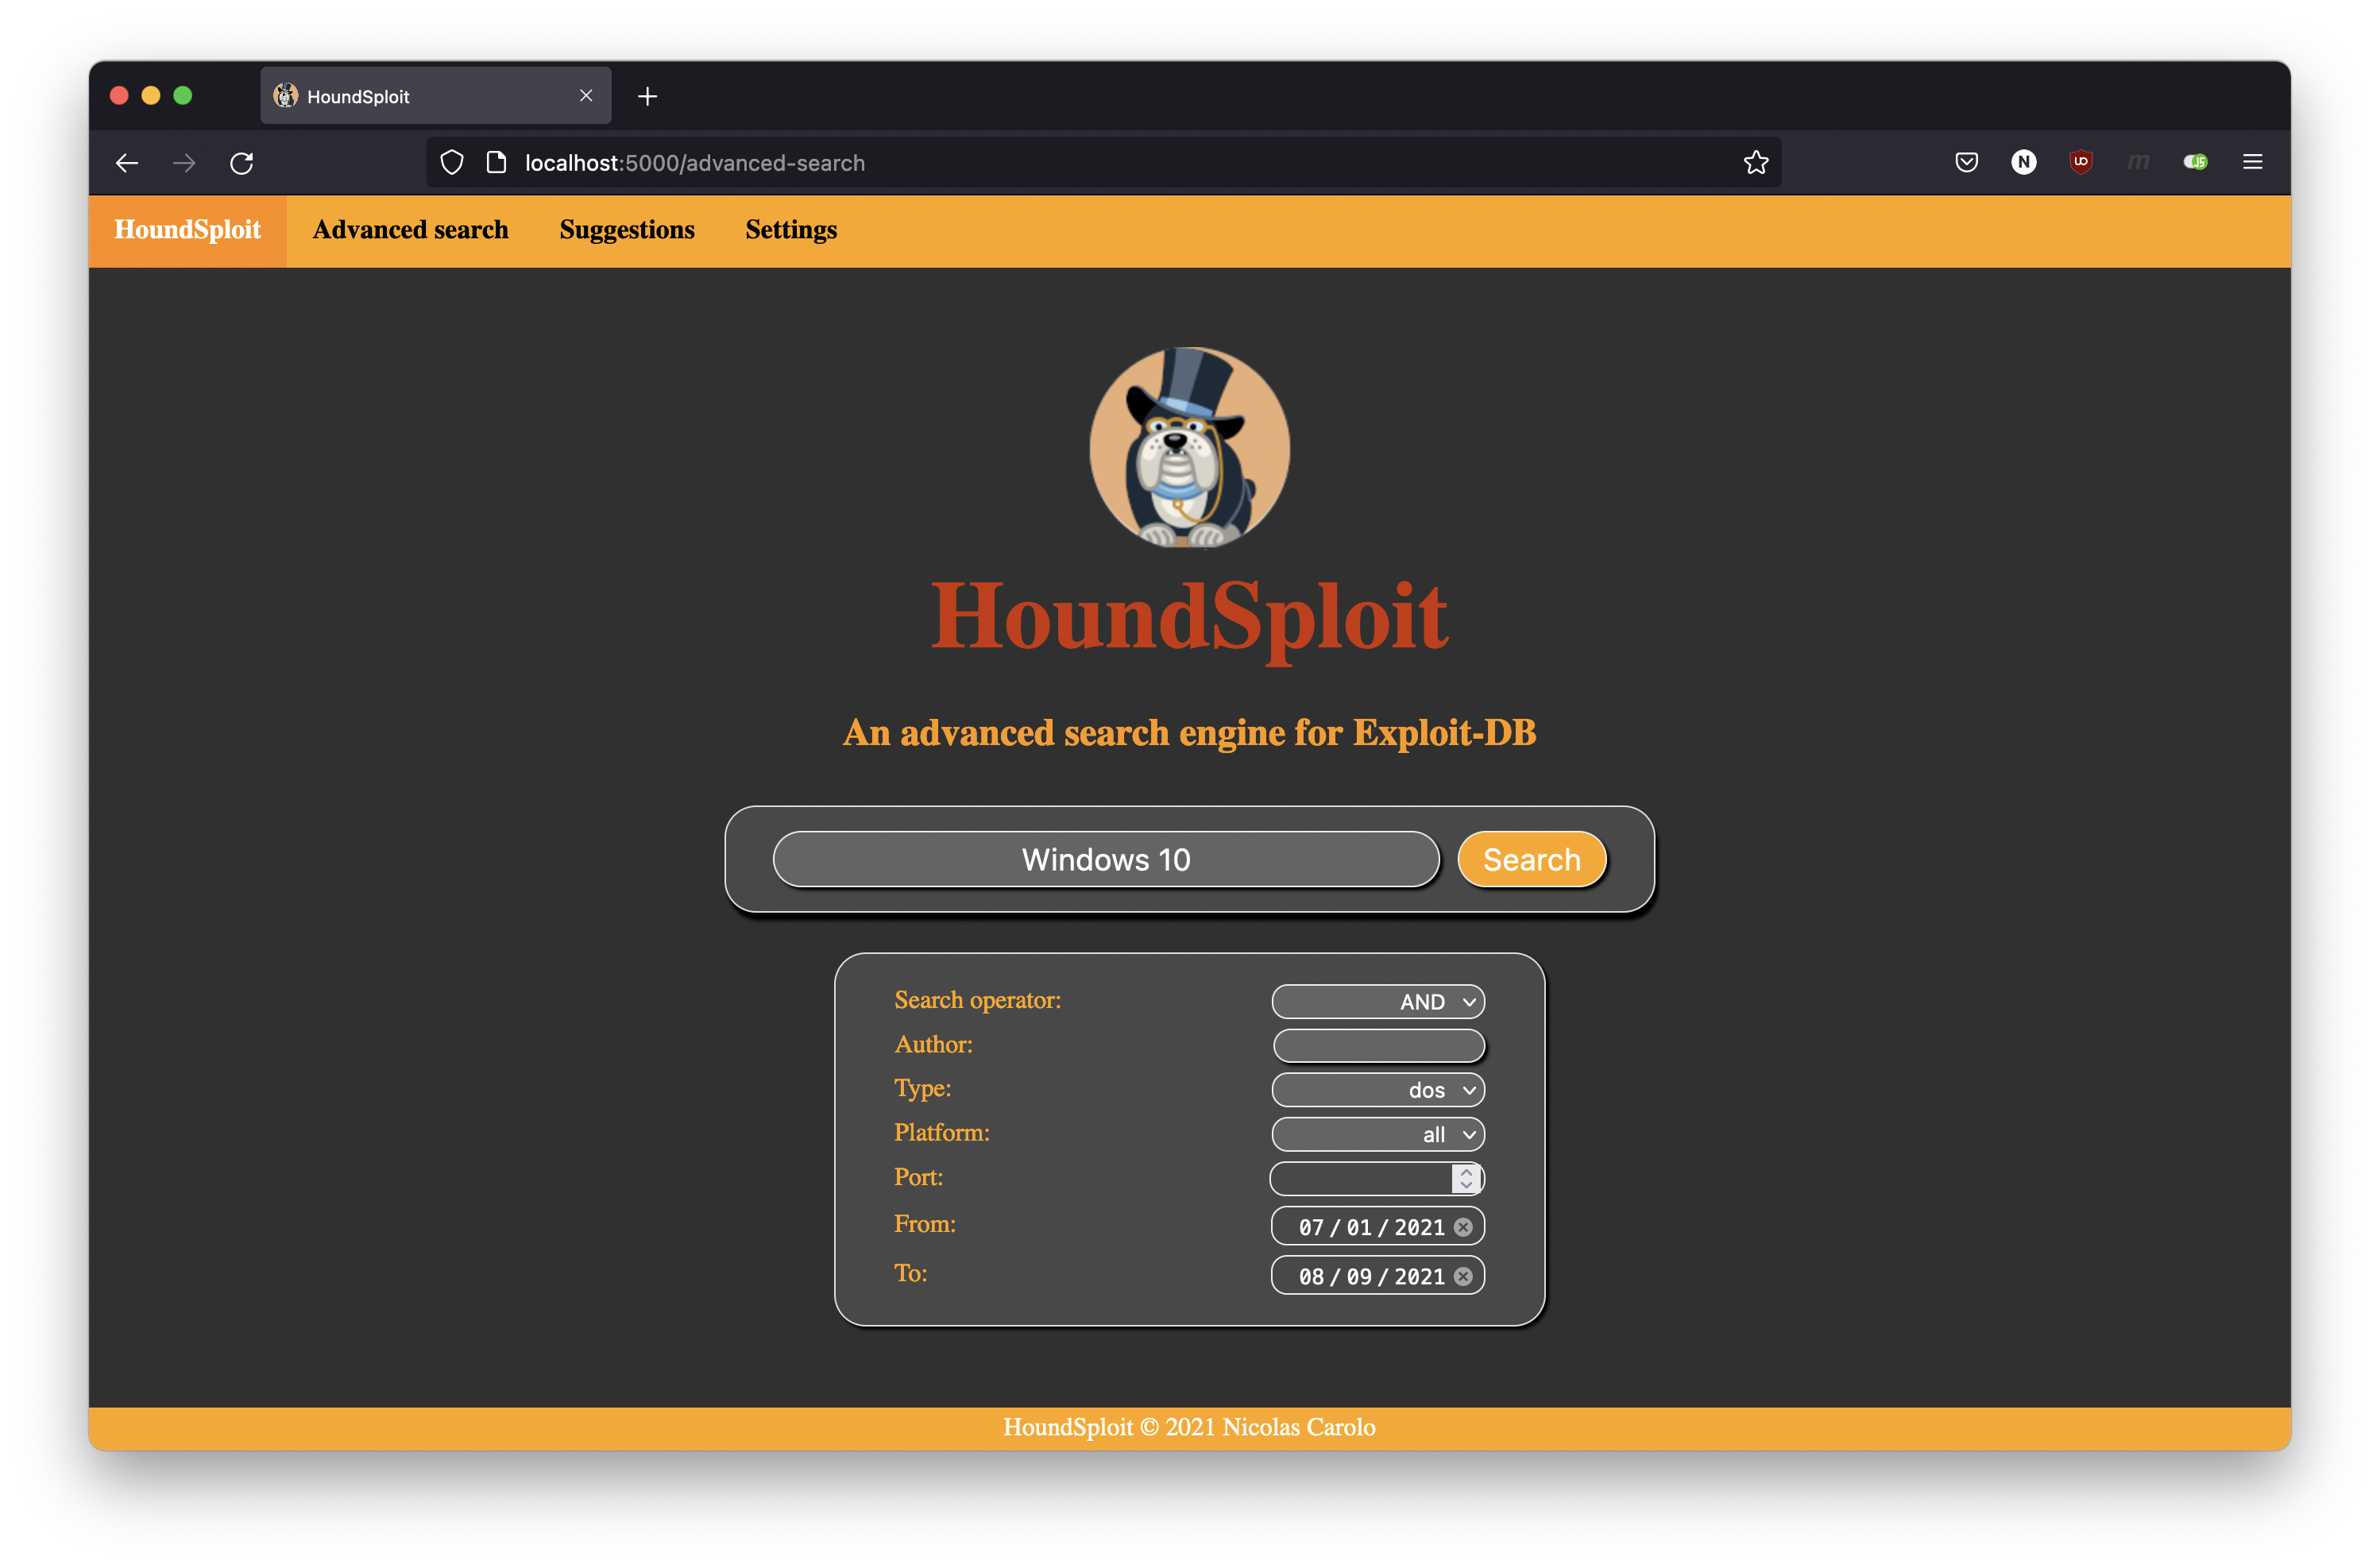 HoundSploit
localhost:5000/advanced-search
N
uo
m
JS
HoundSploit Advanced search Suggestions Settings
HoundSploit
An advanced search engine for Exploit-DB
Windows 10 Search
Search operator: AND
Author:
Type: dos
Platform: all
Port:
From: 07/01/2021
To: 08/09/2021
HoundSploit © 2021 Nicolas Carolo